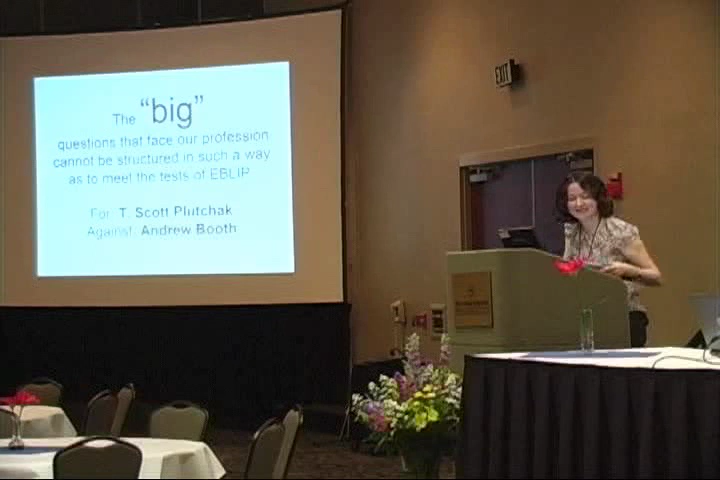 The “big”
questions that face our profession
cannot be structured in such a way
as to meet the tests of EBLIP
For: T. Scott Plutchak
Against: Andrew Booth
EXIT